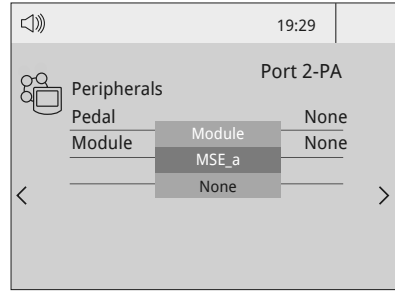 19:29
Port 2-PA
Peripherals
Pedal None
Module None
Module
MSE_a
None